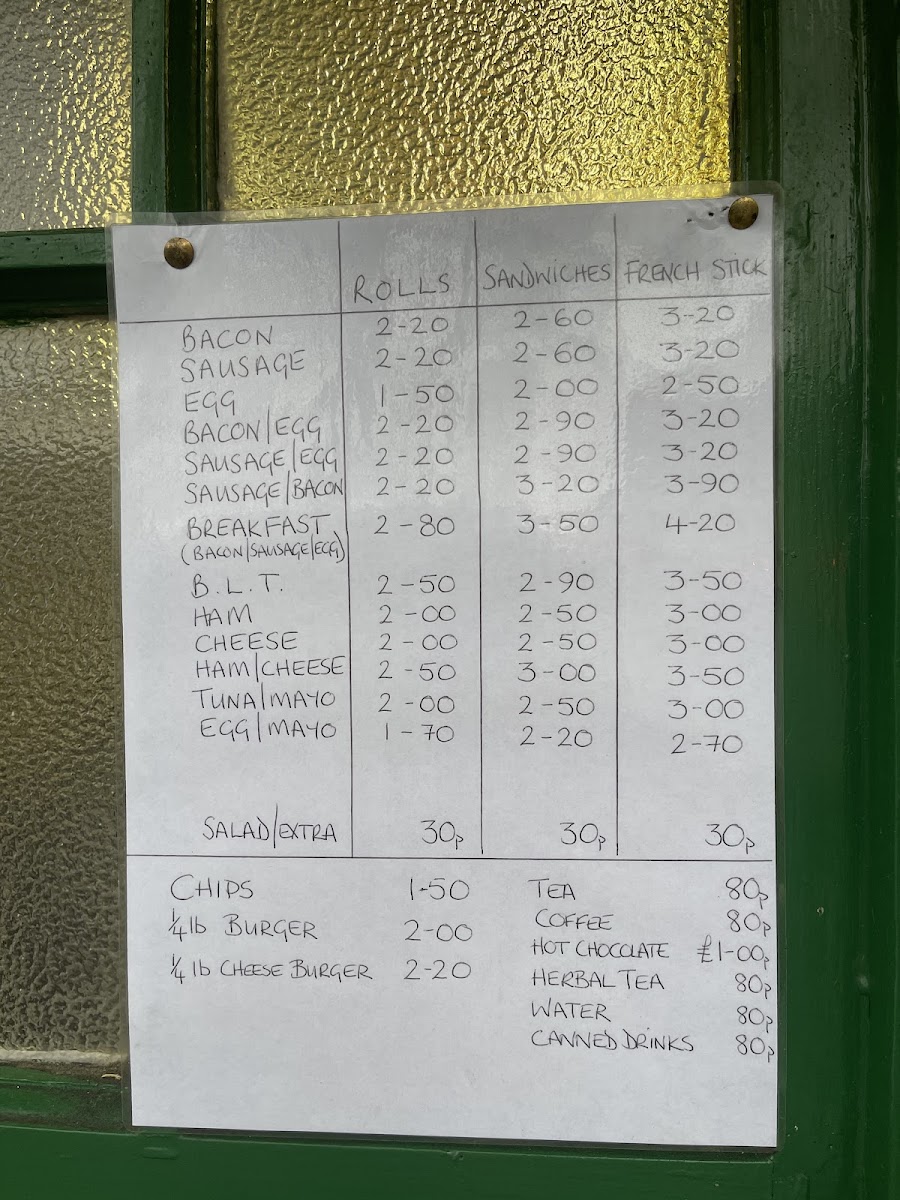 ROLLS SANDWICHES FRENCH STICK
BACON 2-20 2-60 3-20
SAUSAGE 2-20 2-60 3-20
EGG 1-50 2-00 2-50
BACON/EGG 2-20 2-90 3-20
SAUSAGE/EGG 2-20 2-90 3-20
SAUSAGE/BACON 2-20 3-20 3-90
BREAKFAST 2-80 3-50 4-20
(BACON/SAUSAGE/EGG)
B.L.T. 2-50 2-90 3-50
HAM 2-00 2-50 3-00
CHEESE 2-00 2-50 3-00
HAM/CHEESE 2-50 3-00 3-50
TUNA/MAYO 2-00 2-50 3-00
EGG/MAYO 1-70 2-20 2-70
SALAD/EXTRA 30p 30p 30p
CHIPS 1-50 TEA 80p
1/4 lb BURGER 2-00 COFFEE 80p
1/4 lb CHEESE BURGER 2-20 HOT CHOCOLATE £1-00p
HERBAL TEA 80p
WATER 80p
CANNED DRINKS 80p